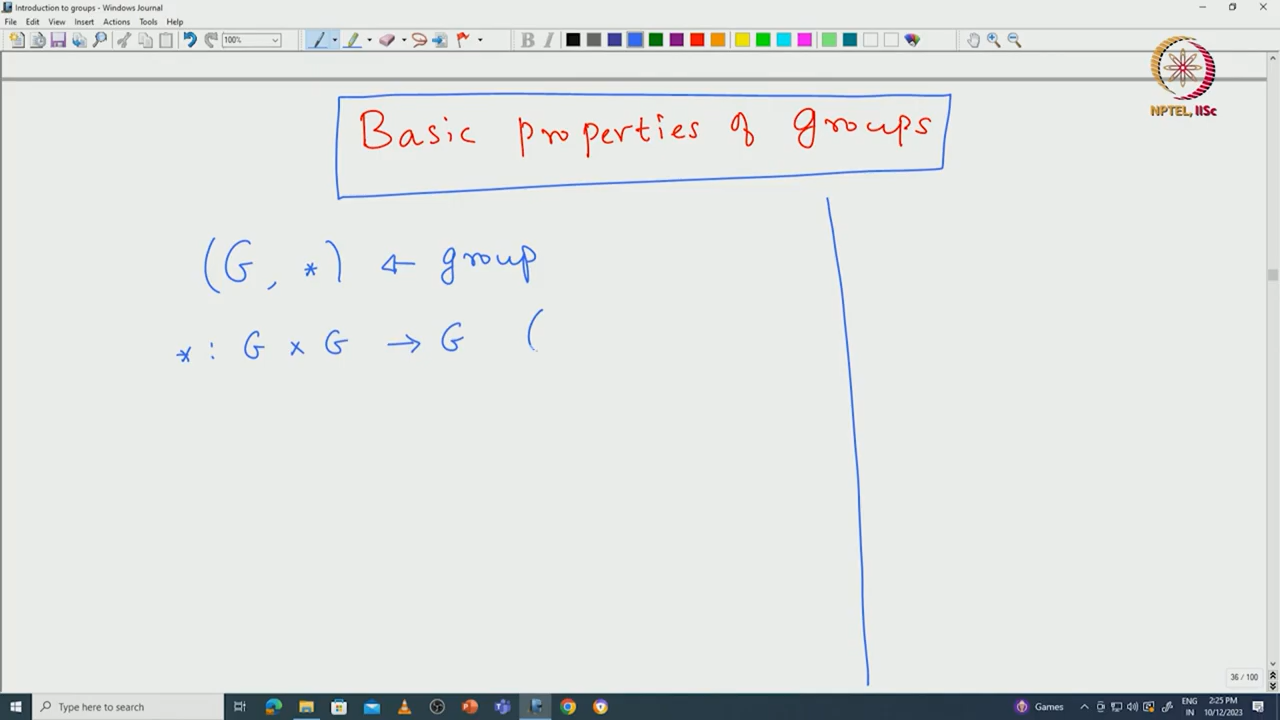 Introduction to groups - Windows Journal
File Edit View Insert Actions Tools Help
100% B I
NPTEL, IISc
Basic properties of groups
(G, *) ← group
* : G × G → G (
36 / 100
Type here to search
Games
ENG IN
2:25 PM
10/12/2023